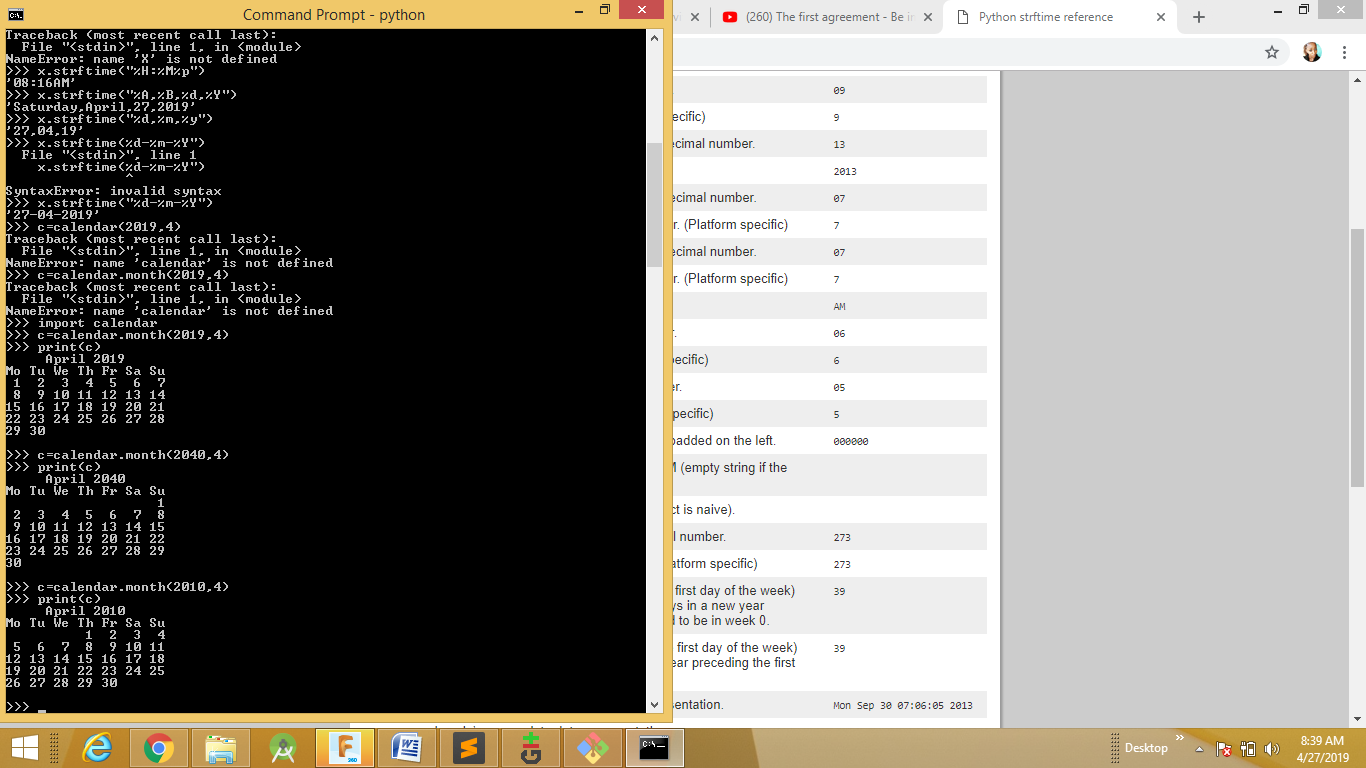 Command Prompt - python
Traceback (most recent call last):
  File "<stdin>", line 1, in <module>
NameError: name 'X' is not defined
>>> x.strftime("%H:%M%p")
'08:16AM'
>>> x.strftime("%A,%B,%d,%Y")
'Saturday,April,27,2019'
>>> x.strftime("%d,%m,%y")
'27,04,19'
>>> x.strftime(%d-%m-%Y")
  File "<stdin>", line 1
    x.strftime(%d-%m-%Y")
               ^
SyntaxError: invalid syntax
>>> x.strftime("%d-%m-%Y")
'27-04-2019'
>>> c=calendar(2019,4)
Traceback (most recent call last):
  File "<stdin>", line 1, in <module>
NameError: name 'calendar' is not defined
>>> c=calendar.month(2019,4)
Traceback (most recent call last):
  File "<stdin>", line 1, in <module>
NameError: name 'calendar' is not defined
>>> import calendar
>>> c=calendar.month(2019,4)
>>> print(c)
     April 2019
Mo Tu We Th Fr Sa Su
 1  2  3  4  5  6  7
 8  9 10 11 12 13 14
15 16 17 18 19 20 21
22 23 24 25 26 27 28
29 30
>>> c=calendar.month(2040,4)
>>> print(c)
     April 2040
Mo Tu We Th Fr Sa Su
                   1
 2  3  4  5  6  7  8
 9 10 11 12 13 14 15
16 17 18 19 20 21 22
23 24 25 26 27 28 29
30
>>> c=calendar.month(2010,4)
>>> print(c)
     April 2010
Mo Tu We Th Fr Sa Su
          1  2  3  4
 5  6  7  8  9 10 11
12 13 14 15 16 17 18
19 20 21 22 23 24 25
26 27 28 29 30
>>> _
(260) The first agreement - Be i
Python strftime reference
09
ecific) 9
ecimal number. 13
2013
ecimal number. 07
r. (Platform specific) 7
ecimal number. 07
r. (Platform specific) 7
AM
r. 06
pecific) 6
er. 05
specific) 5
padded on the left. 000000
M (empty string if the
ct is naive).
l number. 273
atform specific) 273
first day of the week) 39
ys in a new year
d to be in week 0.
first day of the week) 39
ear preceding the first
sentation. Mon Sep 30 07:06:05 2013
Desktop
8:39 AM
4/27/2019